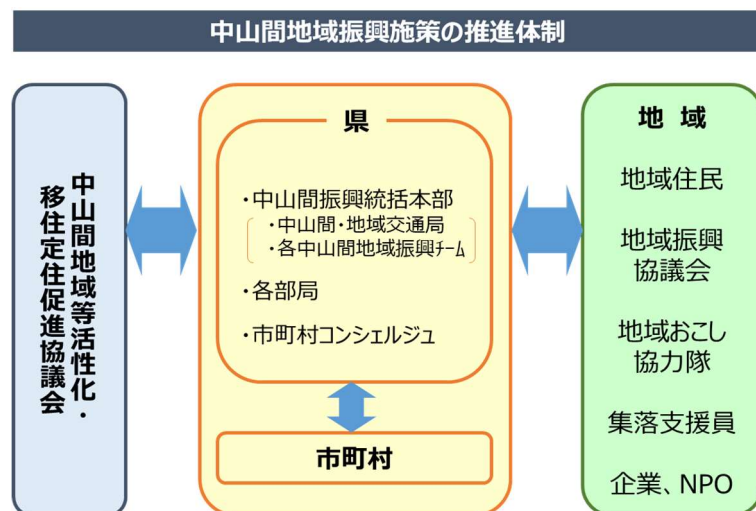 中山間地域振興施策の推進体制
中山間地域等活性化・
移住定住促進協議会
県
・中山間振興統括本部
・中山間・地域交通局
・各中山間地域振興ﾁｰﾑ
・各部局
・市町村コンシェルジュ
市町村
地 域
地域住民
地域振興
協議会
地域おこし
協力隊
集落支援員
企業、NPO